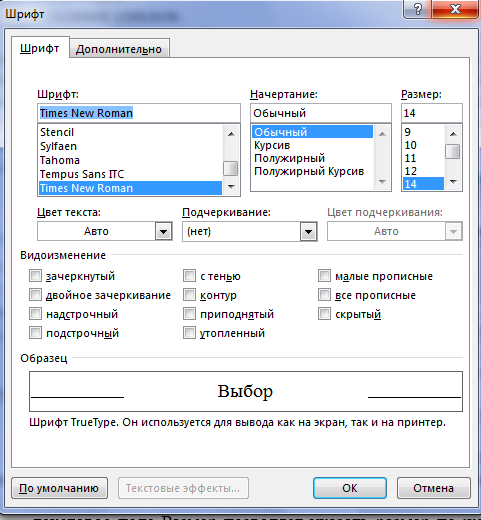 Шрифт
Шрифт Дополнительно
Шрифт: Начертание: Размер:
Times New Roman Обычный 14
Stencil Обычный 9
Sylfaen Курсив 10
Tahoma Полужирный 11
Tempus Sans ITC Полужирный Курсив 12
Times New Roman 14
Цвет текста: Подчеркивание: Цвет подчеркивания:
Авто (нет) Авто
Видоизменение
зачеркнутый с тенью малые прописные
двойное зачеркивание контур все прописные
надстрочный приподнятый скрытый
подстрочный утопленный
Образец
Выбор
Шрифт TrueType. Он используется для вывода как на экран, так и на принтер.
По умолчанию Текстовые эффекты... ОК Отмена